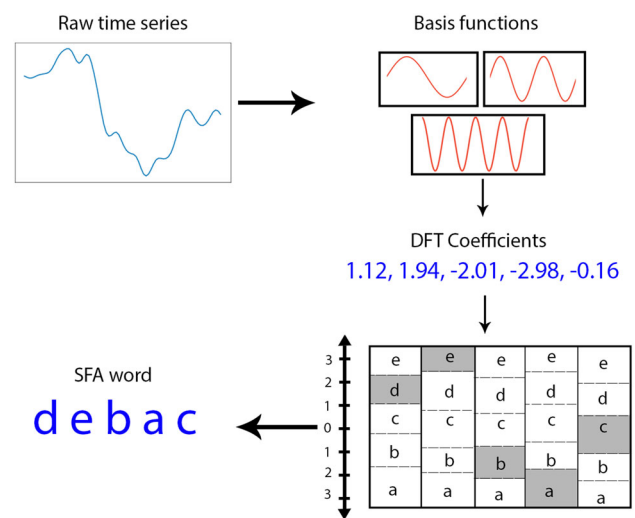 Raw time series
Basis functions
DFT Coefficients
1.12, 1.94, -2.01, -2.98, -0.16
SFA word
d e b a c
3
2
1
0
1
2
3
e e e e e
d d d d d
c c c c c
b b b b b
a a a a a